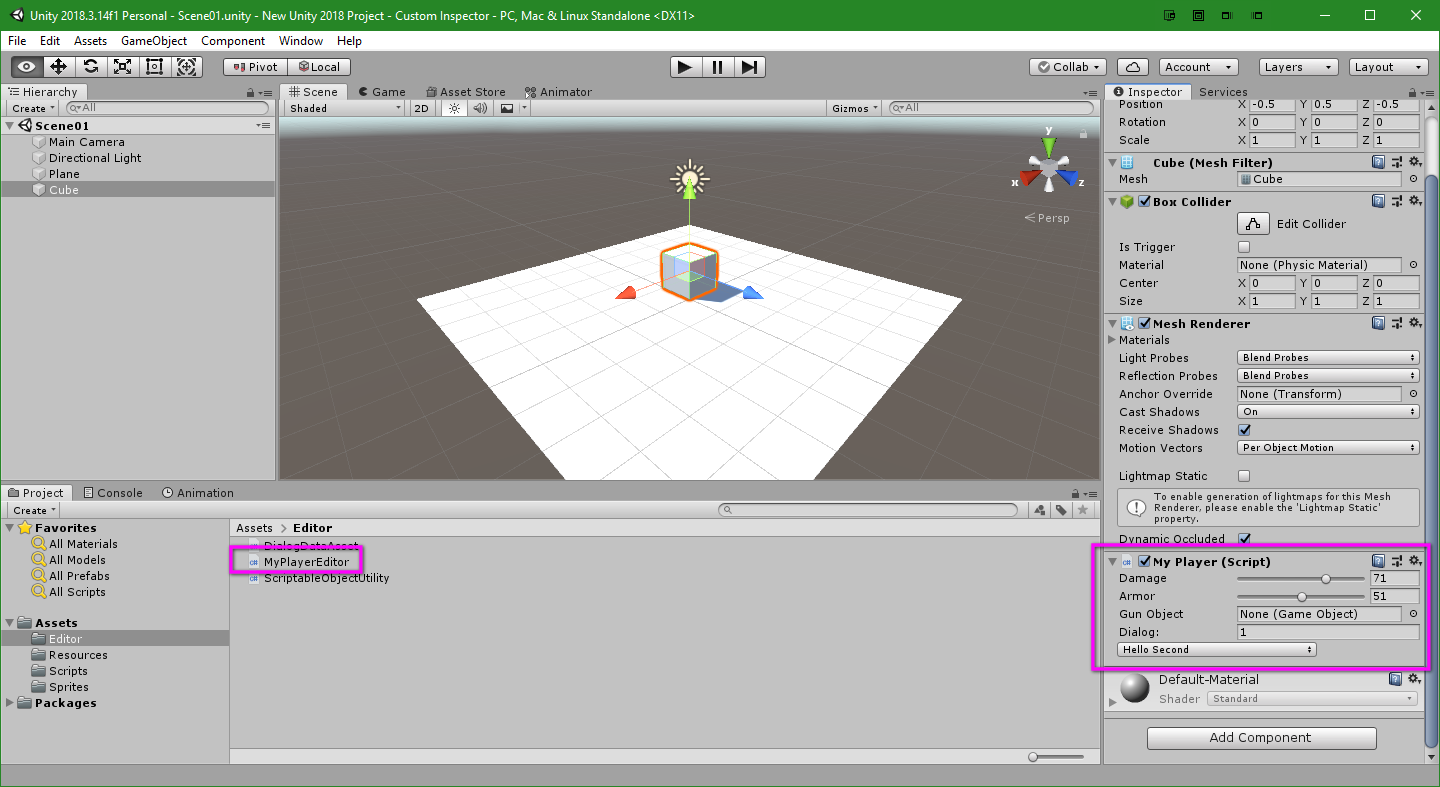 Unity 2018.3.14f1 Personal - Scene01.unity - New Unity 2018 Project - Custom Inspector - PC, Mac & Linux Standalone <DX11>
File Edit Assets GameObject Component Window Help
Pivot Local Collab Account Layers Layout
Hierarchy
Create All
Scene01
Main Camera
Directional Light
Plane
Cube
Scene Game Asset Store Animator
Shaded 2D Gizmos All
y
x z
Persp
Inspector Services
Position X -0.5 Y 0.5 Z -0.5
Rotation X 0 Y 0 Z 0
Scale X 1 Y 1 Z 1
Cube (Mesh Filter)
Mesh Cube
Box Collider
Edit Collider
Is Trigger
Material None (Physic Material)
Center X 0 Y 0 Z 0
Size X 1 Y 1 Z 1
Mesh Renderer
Materials
Light Probes Blend Probes
Reflection Probes Blend Probes
Anchor Override None (Transform)
Cast Shadows On
Receive Shadows
Motion Vectors Per Object Motion
Lightmap Static
To enable generation of lightmaps for this Mesh
Renderer, please enable the 'Lightmap Static'
property.
Dynamic Occluded
My Player (Script)
Damage 71
Armor 51
Gun Object None (Game Object)
Dialog: 1
Hello Second
Default-Material
Shader Standard
Add Component
Project Console Animation
Create
Favorites
All Materials
All Models
All Prefabs
All Scripts
Assets
Editor
Resources
Scripts
Sprites
Packages
Assets > Editor
DialogDataAsset
MyPlayerEditor
ScriptableObjectUtility